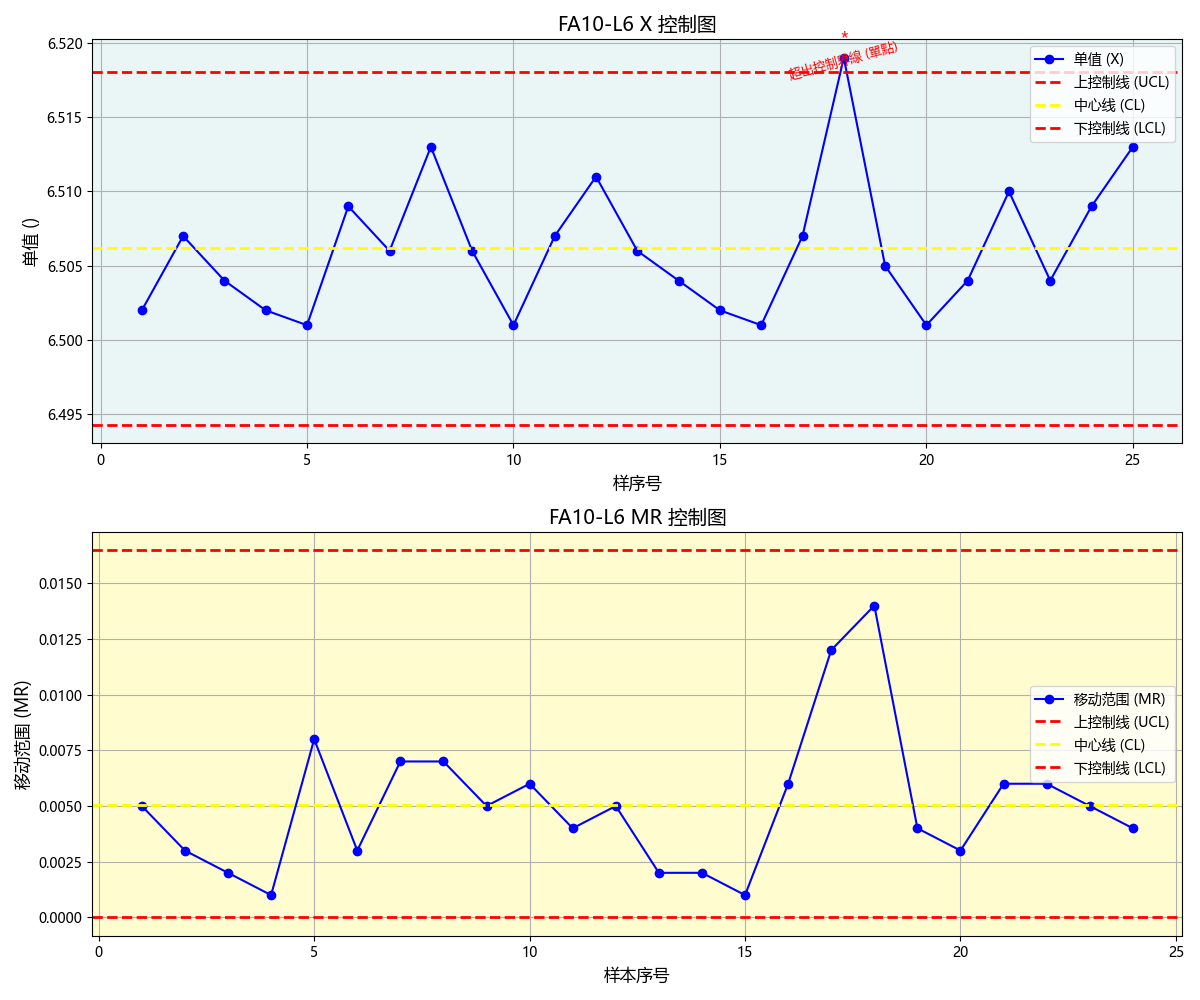 FA10-L6 X 控制图
*
超出控制界線 (單點)
单值 (X)
上控制线 (UCL)
中心线 (CL)
下控制线 (LCL)
单值 ()
6.520
6.515
6.510
6.505
6.500
6.495
0 5 10 15 20 25
样序号
FA10-L6 MR 控制图
移动范围 (MR)
上控制线 (UCL)
中心线 (CL)
下控制线 (LCL)
移动范围 (MR)
0.0150
0.0125
0.0100
0.0075
0.0050
0.0025
0.0000
0 5 10 15 20 25
样本序号